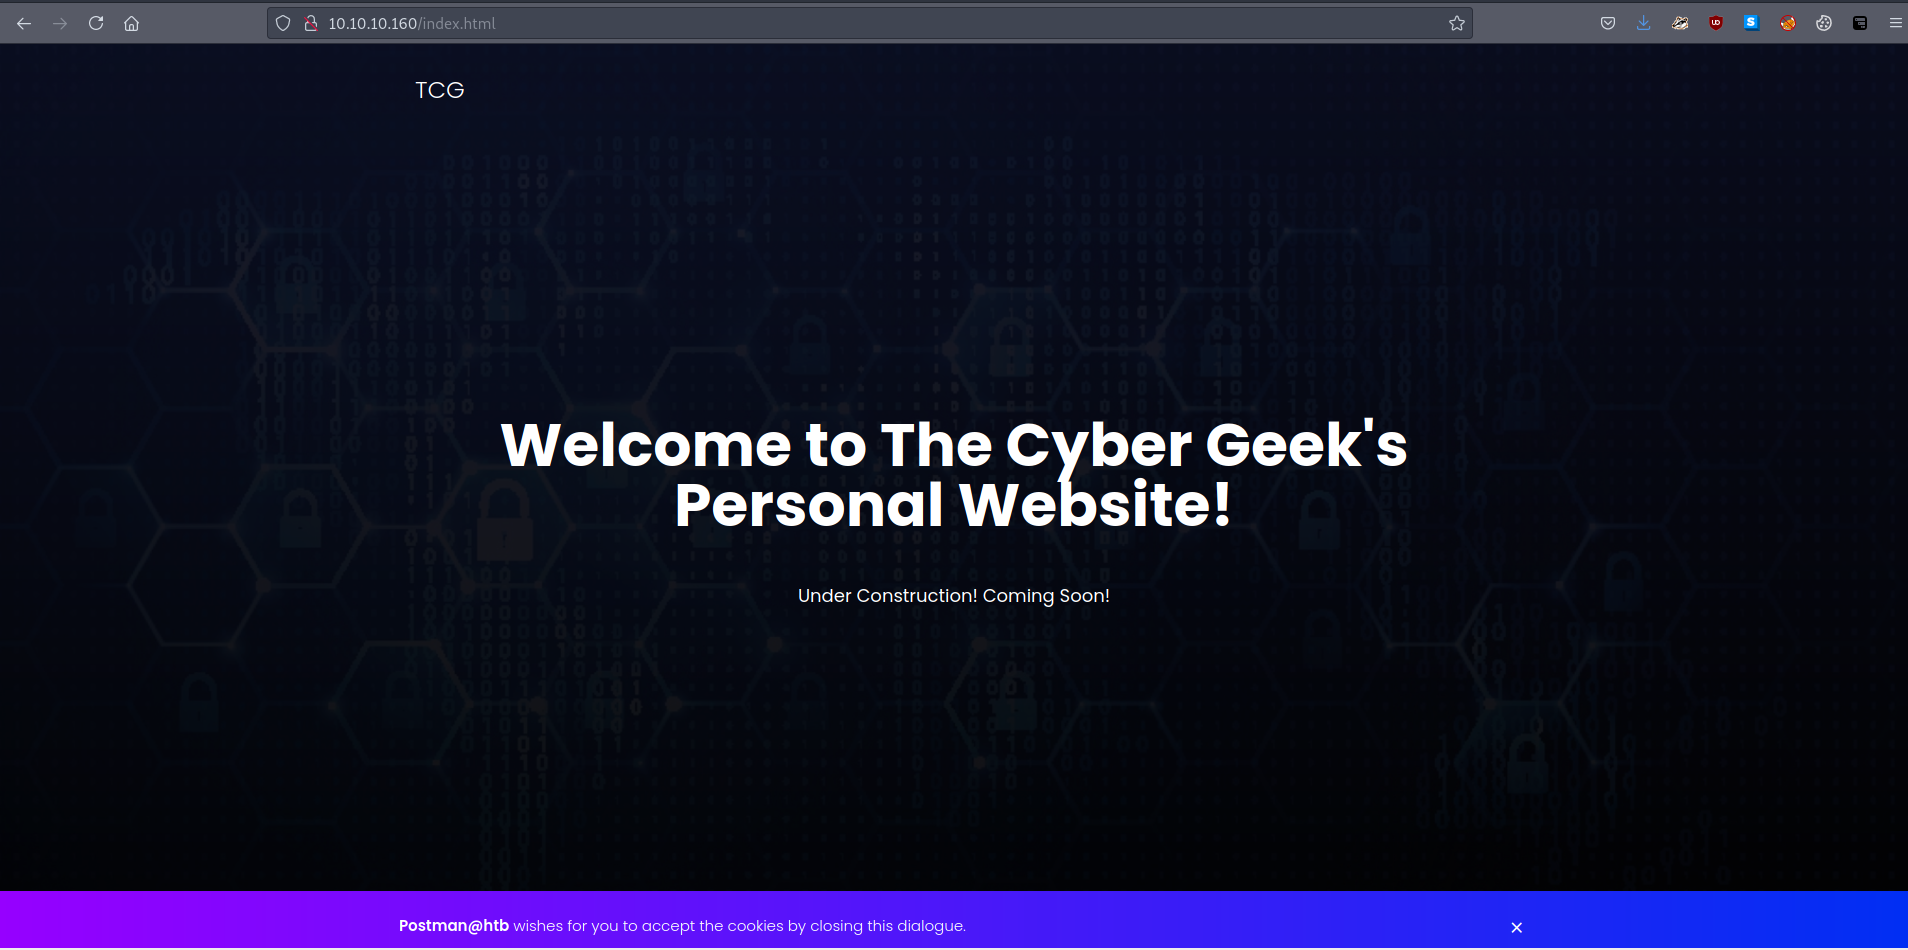 10.10.10.160/index.html
TCG
Welcome to The Cyber Geek's
Personal Website!
Under Construction! Coming Soon!
Postman@htb wishes for you to accept the cookies by closing this dialogue.